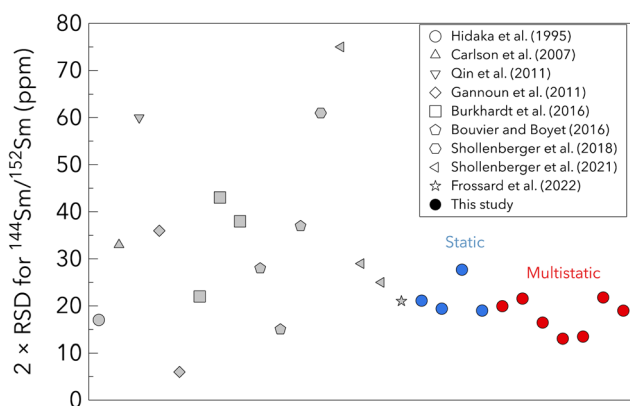 2 × RSD for ¹⁴⁴Sm/¹⁵²Sm (ppm)
80
70
60
50
40
30
20
10
0
Hidaka et al. (1995)
Carlson et al. (2007)
Qin et al. (2011)
Gannoun et al. (2011)
Burkhardt et al. (2016)
Bouvier and Boyet (2016)
Shollenberger et al. (2018)
Shollenberger et al. (2021)
Frossard et al. (2022)
This study
Static
Multistatic